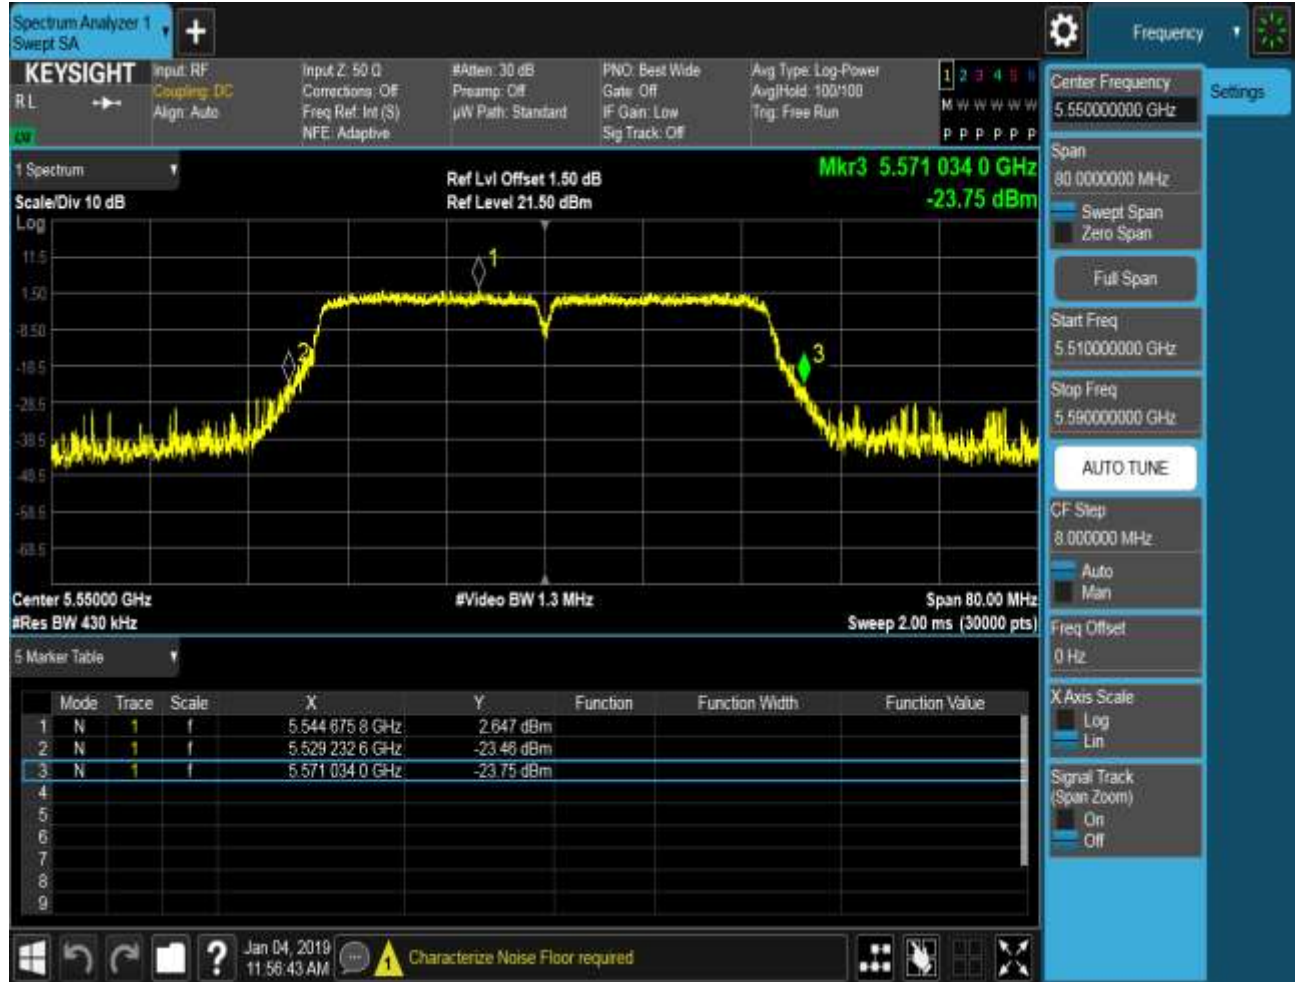 Spectrum Analyzer 1
Swept SA
+
Frequency
KEYSIGHT
RL
Input: RF
Coupling: DC
Align: Auto
Input Z: 50 Ω
Corrections: Off
Freq Ref: Int (S)
NFE: Adaptive
#Atten: 30 dB
Preamp: Off
µW Path: Standard
PNO: Best Wide
Gate: Off
IF Gain: Low
Sig Track: Off
Avg Type: Log-Power
Avg|Hold: 100/100
Trig: Free Run
1 2 3 4 5 6
M W W W W W
P P P P P P
1 Spectrum
Scale/Div 10 dB
Log
Ref Lvl Offset 1.50 dB
Ref Level 21.50 dBm
Mkr3 5.571 034 0 GHz
-23.75 dBm
11.5
1.50
-8.50
-18.5
-28.5
-38.5
-48.5
-58.5
-68.5
1
2
3
Center 5.55000 GHz
#Res BW 430 kHz
#Video BW 1.3 MHz
Span 80.00 MHz
Sweep 2.00 ms (30000 pts)
5 Marker Table
Mode Trace Scale X Y Function Function Width Function Value
1 N 1 f 5.544 675 8 GHz 2.647 dBm
2 N 1 f 5.529 232 6 GHz -23.46 dBm
3 N 1 f 5.571 034 0 GHz -23.75 dBm
4
5
6
7
8
9
Jan 04, 2019
11:56:43 AM
?
1
Characterize Noise Floor required
Center Frequency
5.550000000 GHz
Settings
Span
80.0000000 MHz
Swept Span
Zero Span
Full Span
Start Freq
5.510000000 GHz
Stop Freq
5.590000000 GHz
AUTO TUNE
CF Step
8.000000 MHz
Auto
Man
Freq Offset
0 Hz
X Axis Scale
Log
Lin
Signal Track
(Span Zoom)
On
Off